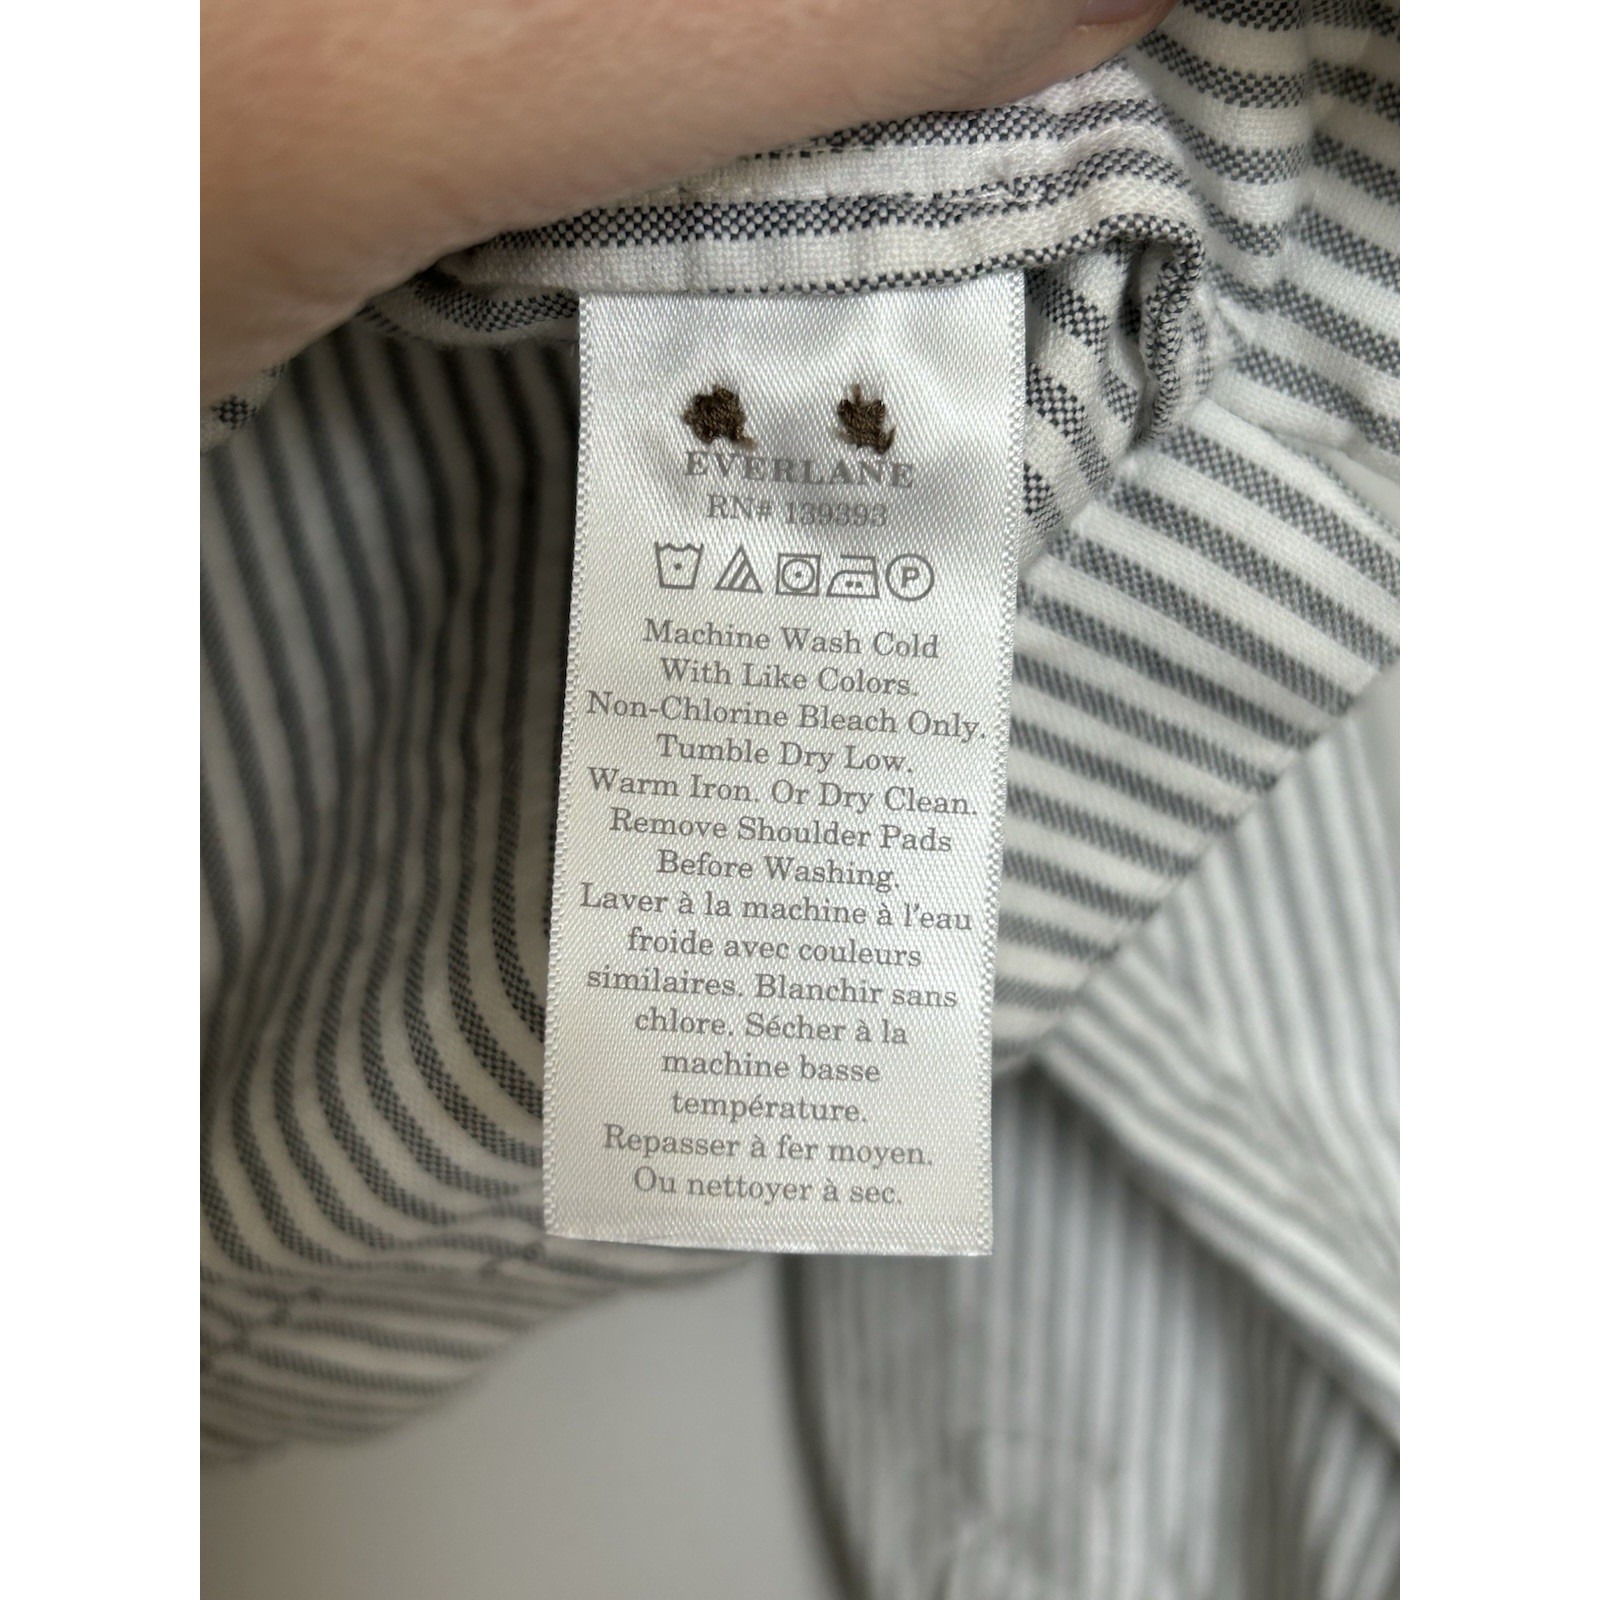 EVERLANE
RN# 139393
P
Machine Wash Cold
With Like Colors.
Non-Chlorine Bleach Only.
Tumble Dry Low.
Warm Iron. Or Dry Clean.
Remove Shoulder Pads
Before Washing.
Laver à la machine à l'eau
froide avec couleurs
similaires. Blanchir sans
chlore. Sécher à la
machine basse
température.
Repasser à fer moyen.
Ou nettoyer à sec.